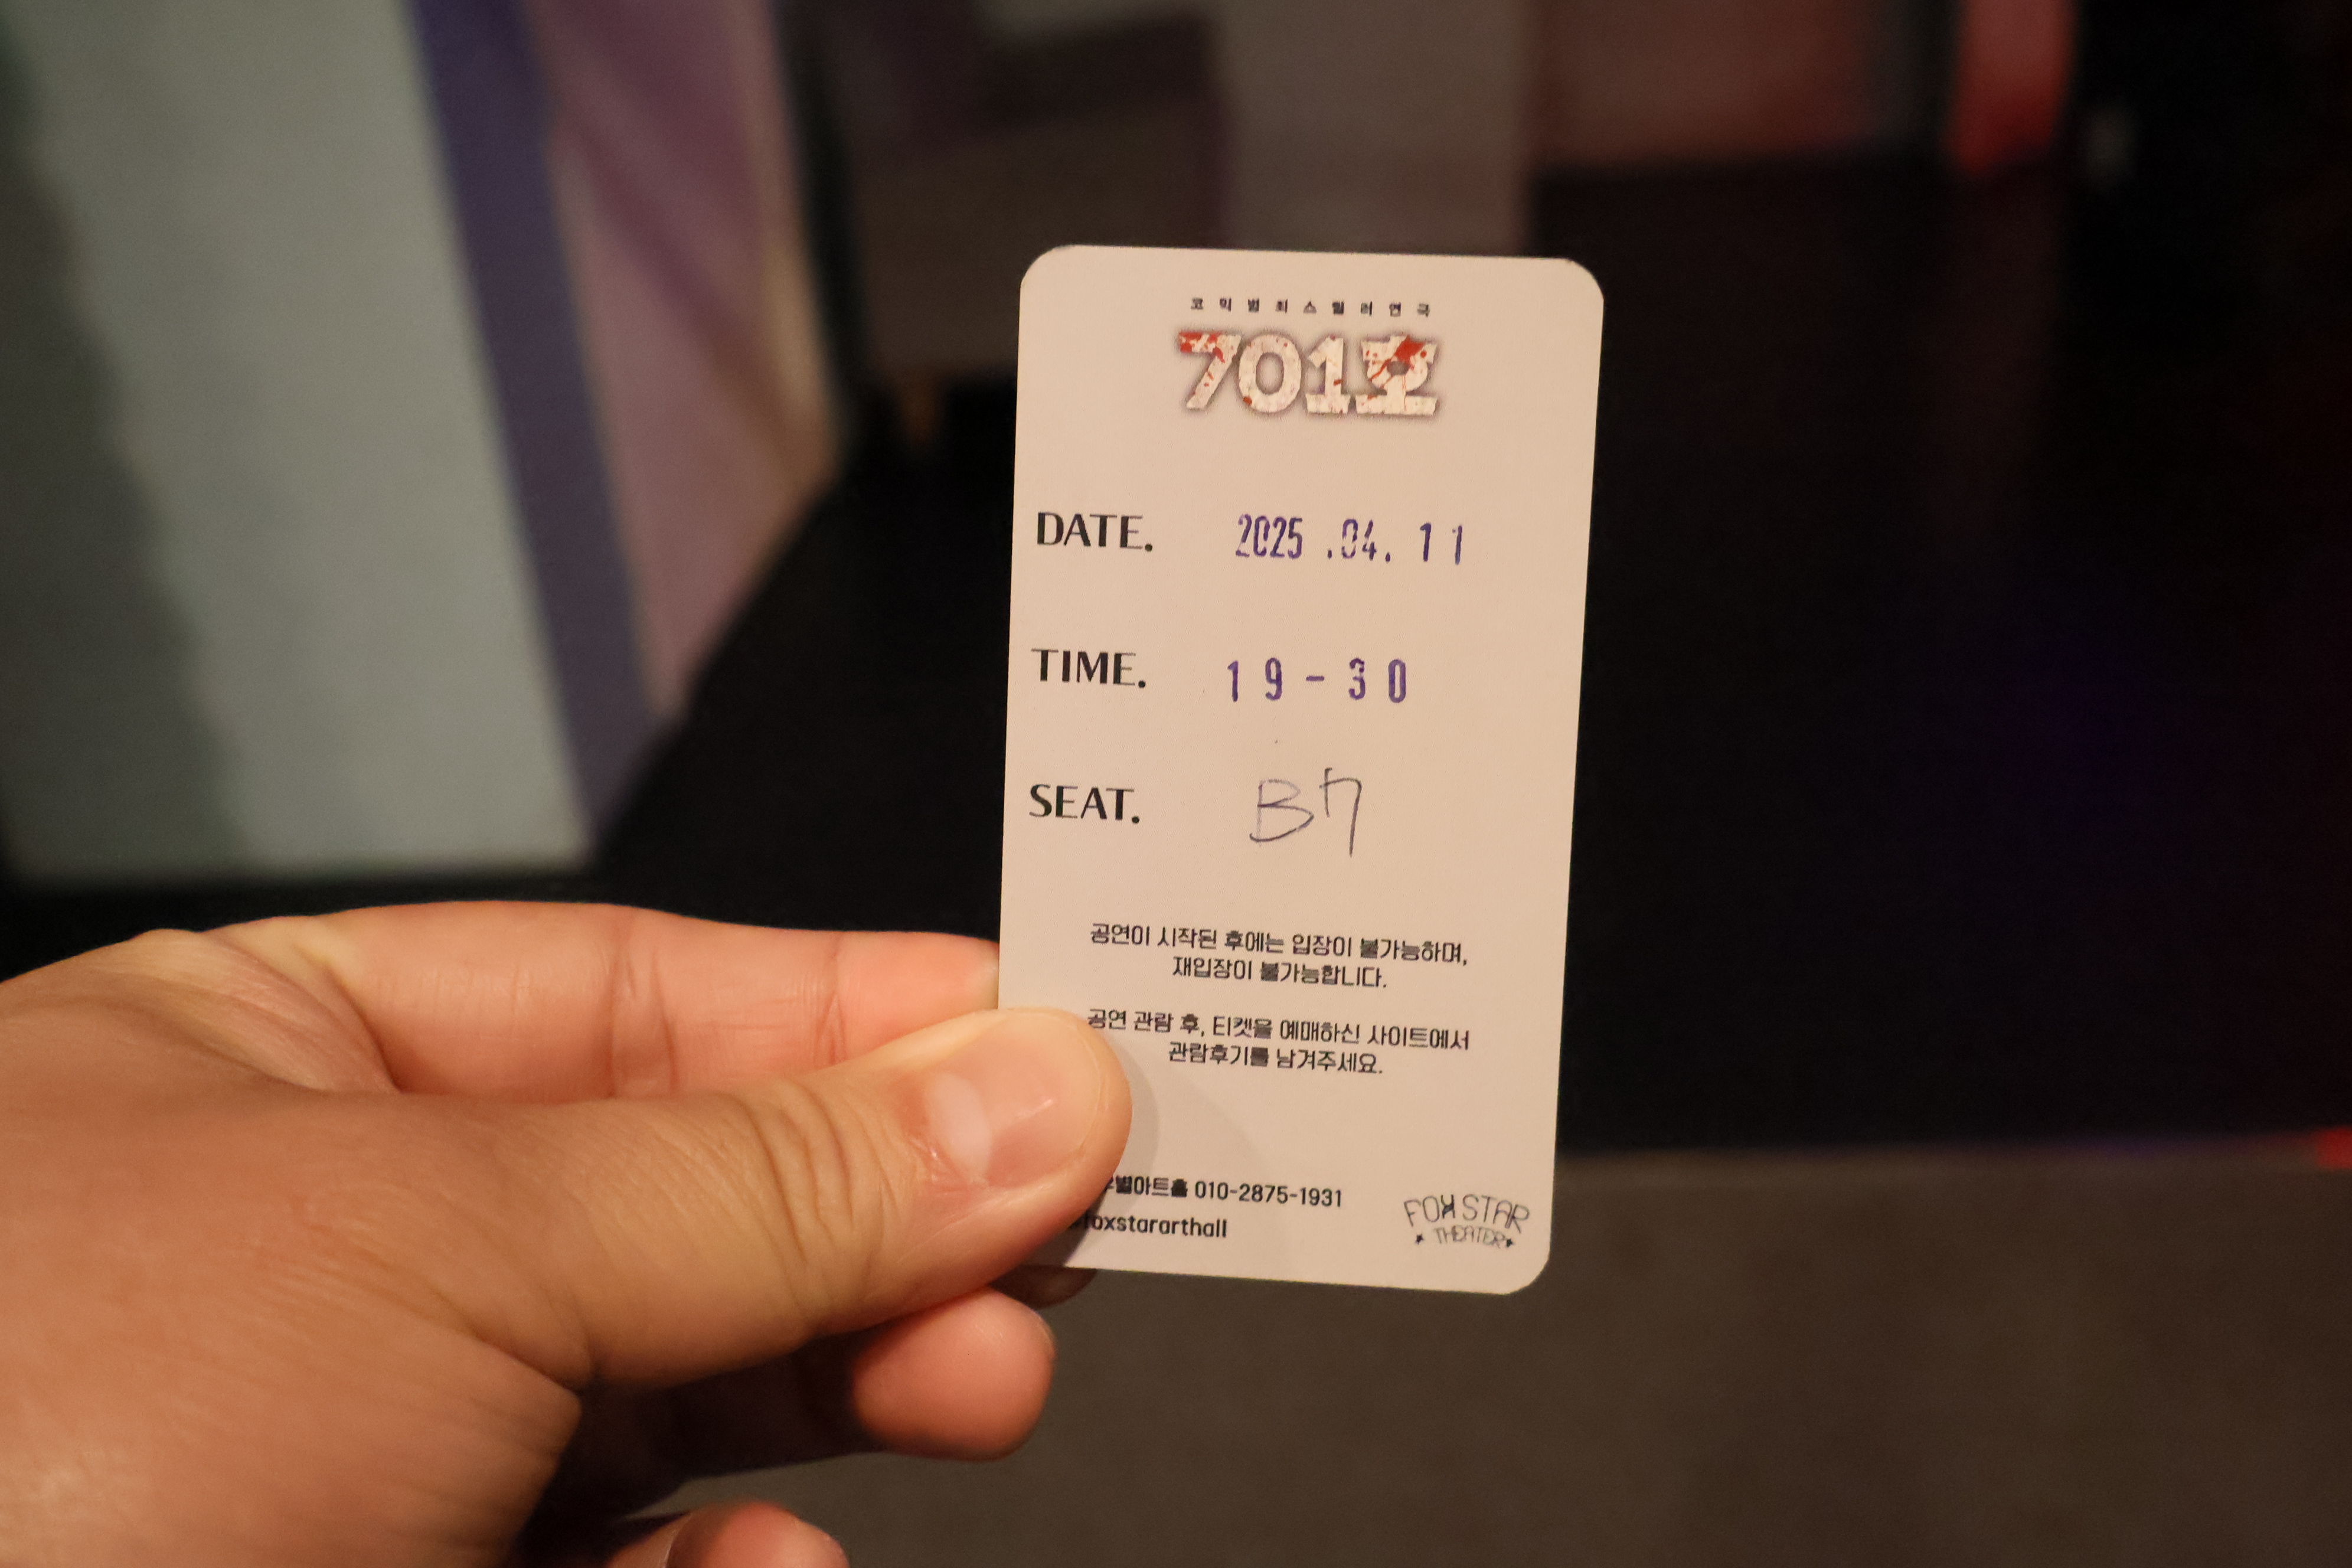 코믹범죄스릴러연극
701호
DATE. 2025.04.11
TIME. 19-30
SEAT. B7
공연이 시작된 후에는 입장이 불가능하며,
재입장이 불가능합니다.
공연 관람 후, 티켓을 예매하신 사이트에서
관람후기를 남겨주세요.
별아트홀 010-2875-1931
foxstararthall
FOX STAR
THEATER